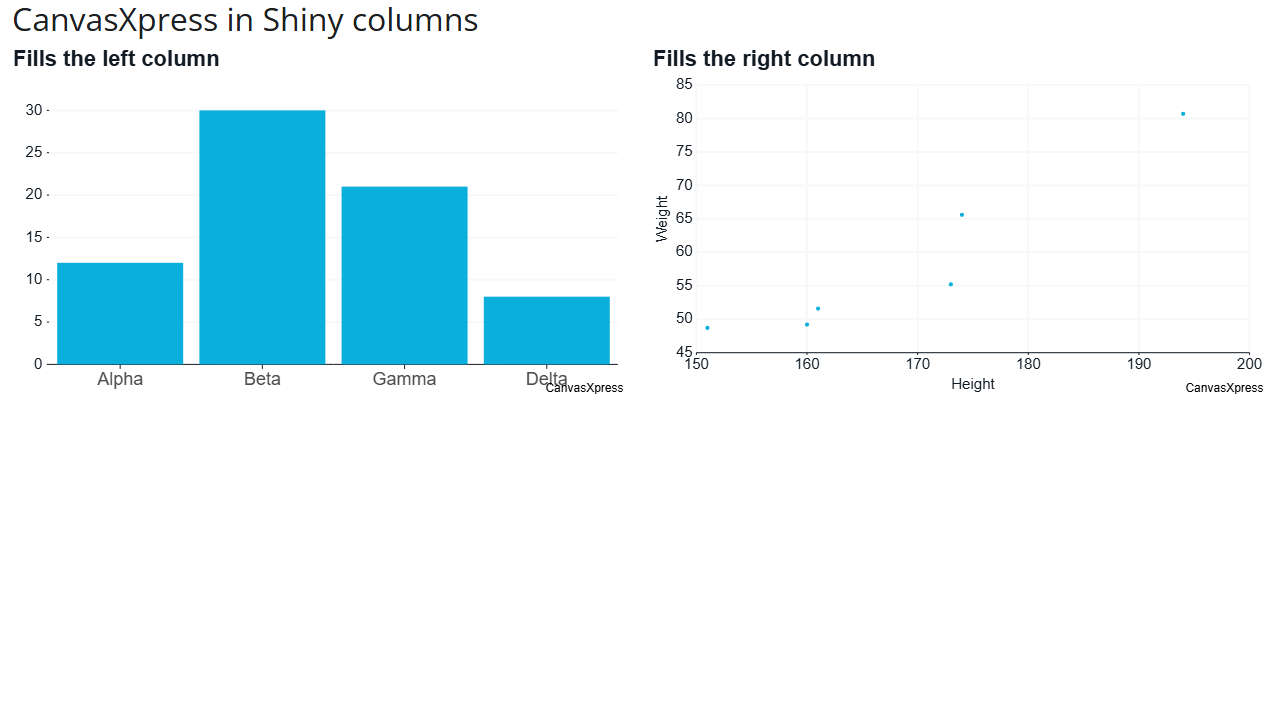 CanvasXpress in Shiny columns
Fills the left column
30
25
20
15
10
5
0
Alpha Beta Gamma Delta
CanvasXpress
Fills the right column
85
80
75
70
65
60
55
50
45
Weight
150 160 170 180 190 200
Height
CanvasXpress